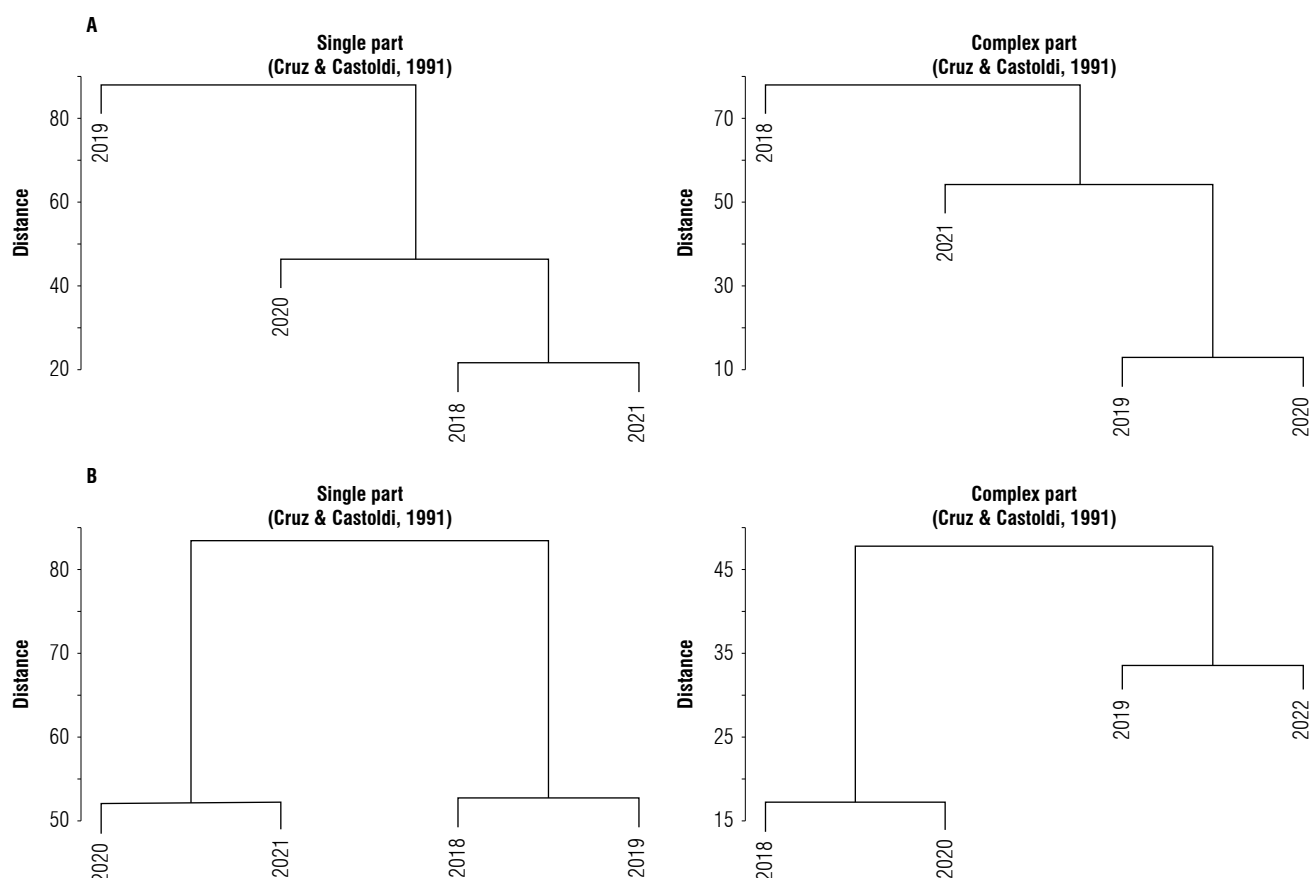 A
Single part
(Cruz & Castoldi, 1991)
Distance
80
60
40
20
2019
2020
2018
2021
Complex part
(Cruz & Castoldi, 1991)
Distance
70
50
30
10
2018
2021
2019
2020
B
Single part
(Cruz & Castoldi, 1991)
Distance
80
70
60
50
2020
2021
2018
2019
Complex part
(Cruz & Castoldi, 1991)
Distance
45
35
25
15
2018
2020
2019
2022